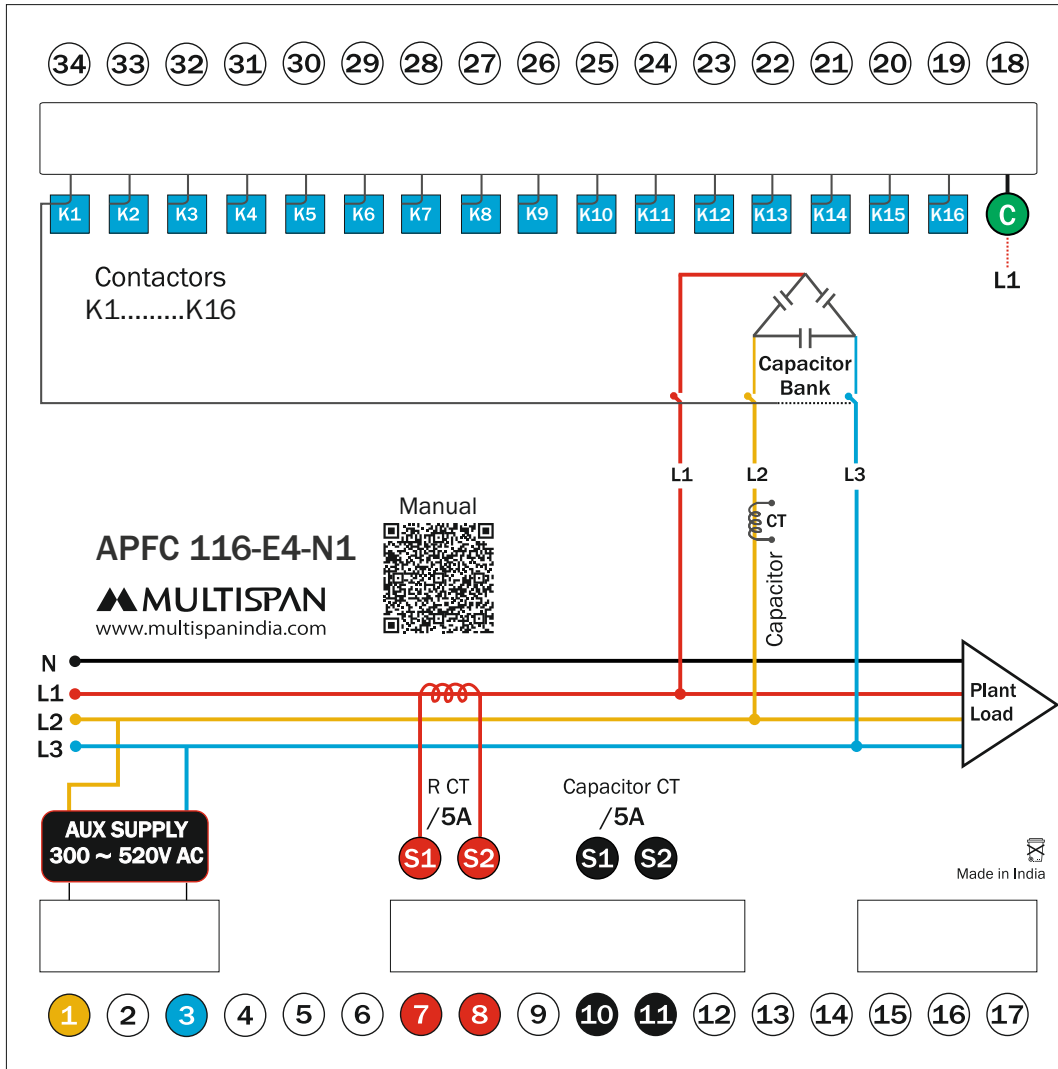 34 33 32 31 30 29 28 27 26 25 24 23 22 21 20 19 18
K1 K2 K3 K4 K5 K6 K7 K8 K9 K10 K11 K12 K13 K14 K15 K16 C
L1
Contactors
K1.........K16
Capacitor
Bank
L1 L2 L3
CT
Capacitor
Manual
APFC 116-E4-N1
MULTISPAN
www.multispanindia.com
N
L1
L2
L3
Plant
Load
AUX SUPPLY
300 ~ 520V AC
R CT
/5A
S1 S2
Capacitor CT
/5A
S1 S2
Made in India
1 2 3 4 5 6 7 8 9 10 11 12 13 14 15 16 17